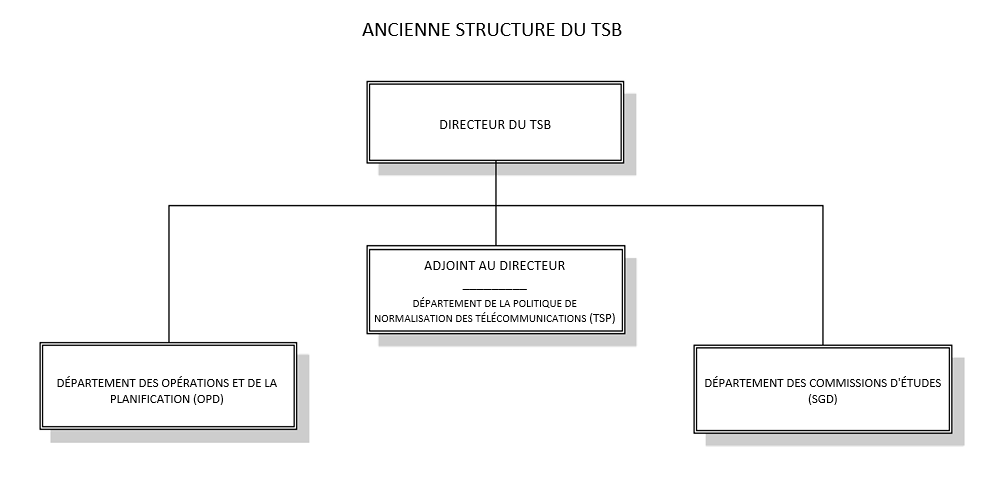 ANCIENNE STRUCTURE DU TSB
DIRECTEUR DU TSB
ADJOINT AU DIRECTEUR
DÉPARTEMENT DE LA POLITIQUE DE
NORMALISATION DES TÉLÉCOMMUNICATIONS (TSP)
DÉPARTEMENT DES OPÉRATIONS ET DE LA
PLANIFICATION (OPD)
DÉPARTEMENT DES COMMISSIONS D'ÉTUDES
(SGD)